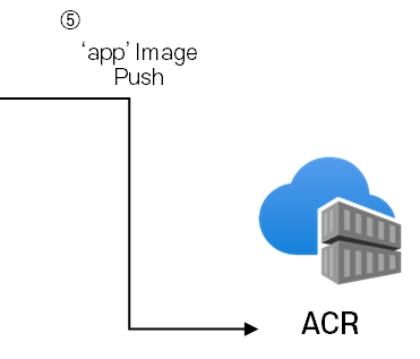 ⑤
‘app’ Image
Push
ACR